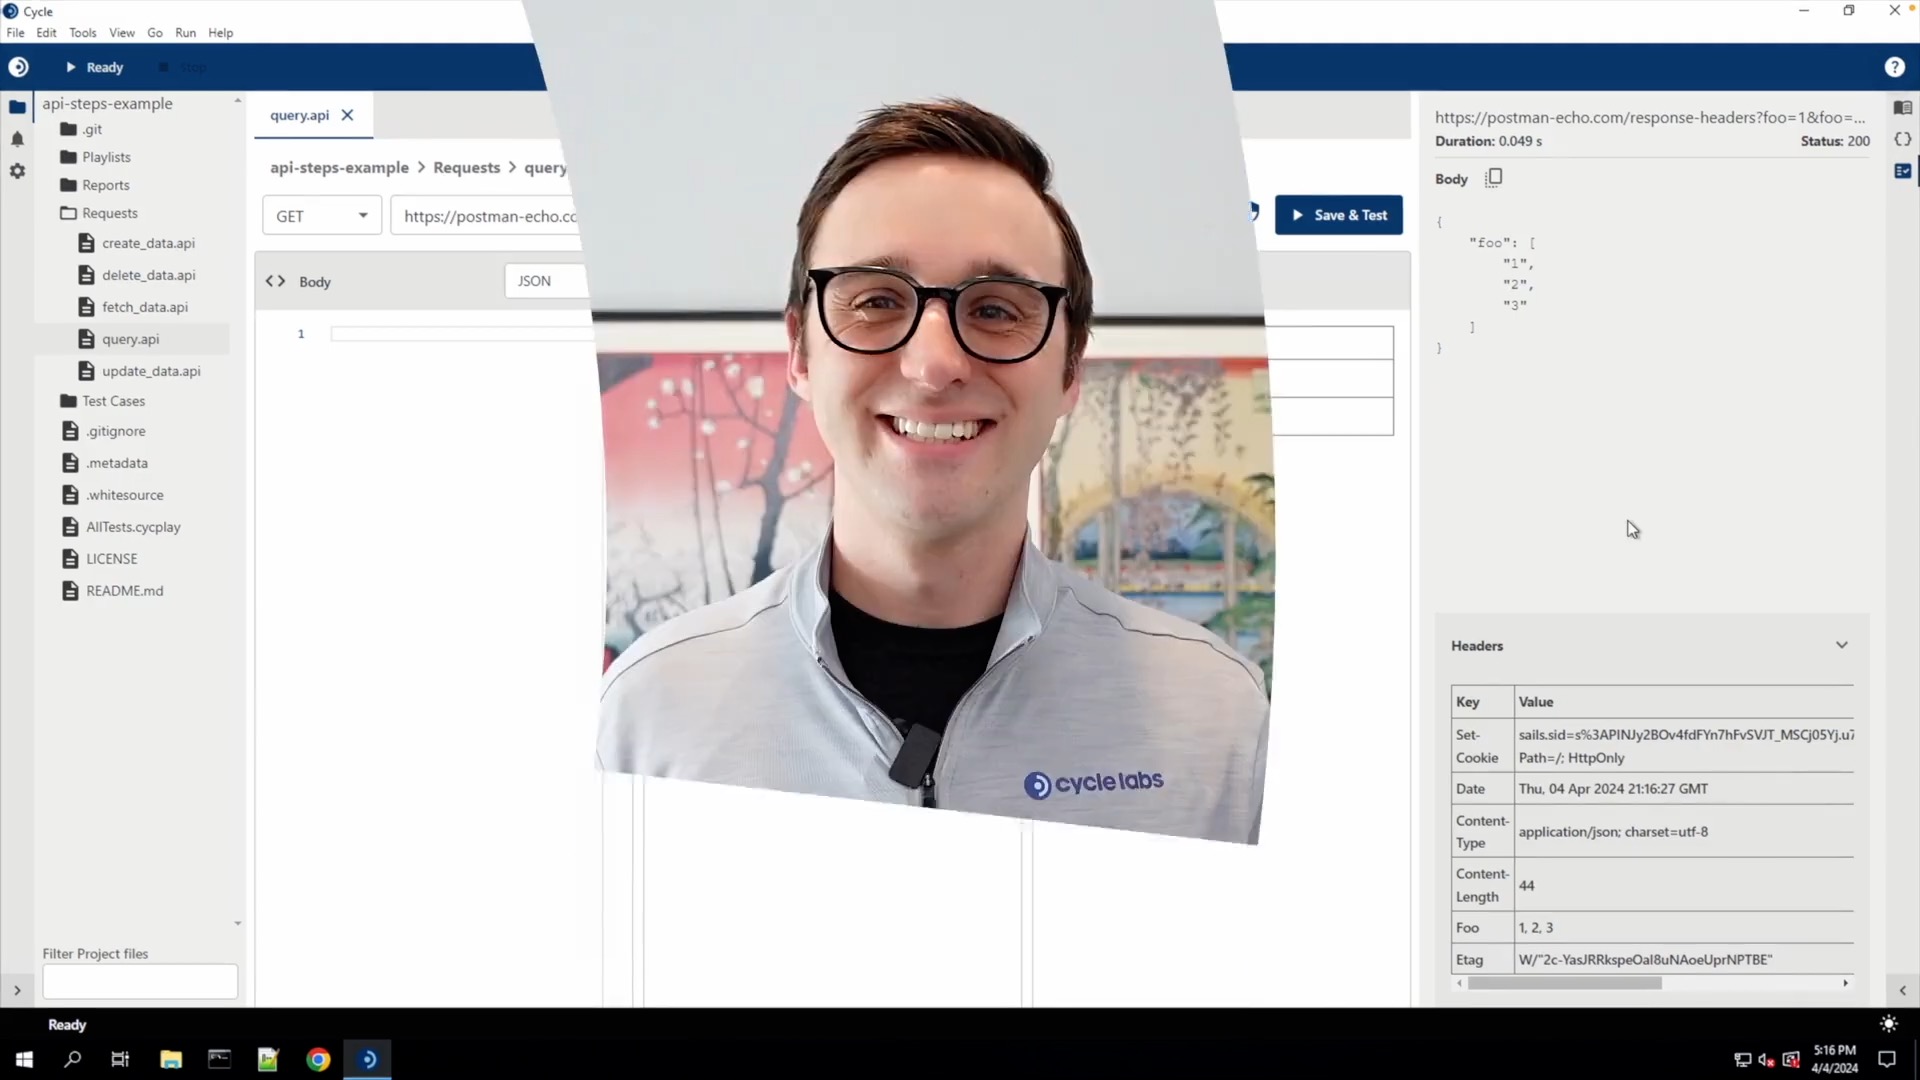 Cycle
File Edit Tools View Go Run Help
Ready Stop
api-steps-example
.git
Playlists
Reports
Requests
create_data.api
delete_data.api
fetch_data.api
query.api
update_data.api
Test Cases
.gitignore
.metadata
.whitesource
AllTests.cycplay
LICENSE
README.md
Filter Project files
query.api
api-steps-example > Requests > query
GET https://postman-echo.co
Save & Test
Body JSON
1
cycle labs
https://postman-echo.com/response-headers?foo=1&foo=...
Duration: 0.049 s Status: 200
Body
{
"foo": [
"1",
"2",
"3"
]
}
Headers
Key Value
Set-Cookie sails.sid=s%3APINJy2BOv4fdFYn7hFvSVJT_MSCj05Yj.u7
Path=/; HttpOnly
Date Thu, 04 Apr 2024 21:16:27 GMT
Content-Type application/json; charset=utf-8
Content-Length 44
Foo 1, 2, 3
Etag W/"2c-YasJRRkspeOal8uNAoeUprNPTBE"
Ready
5:16 PM
4/4/2024